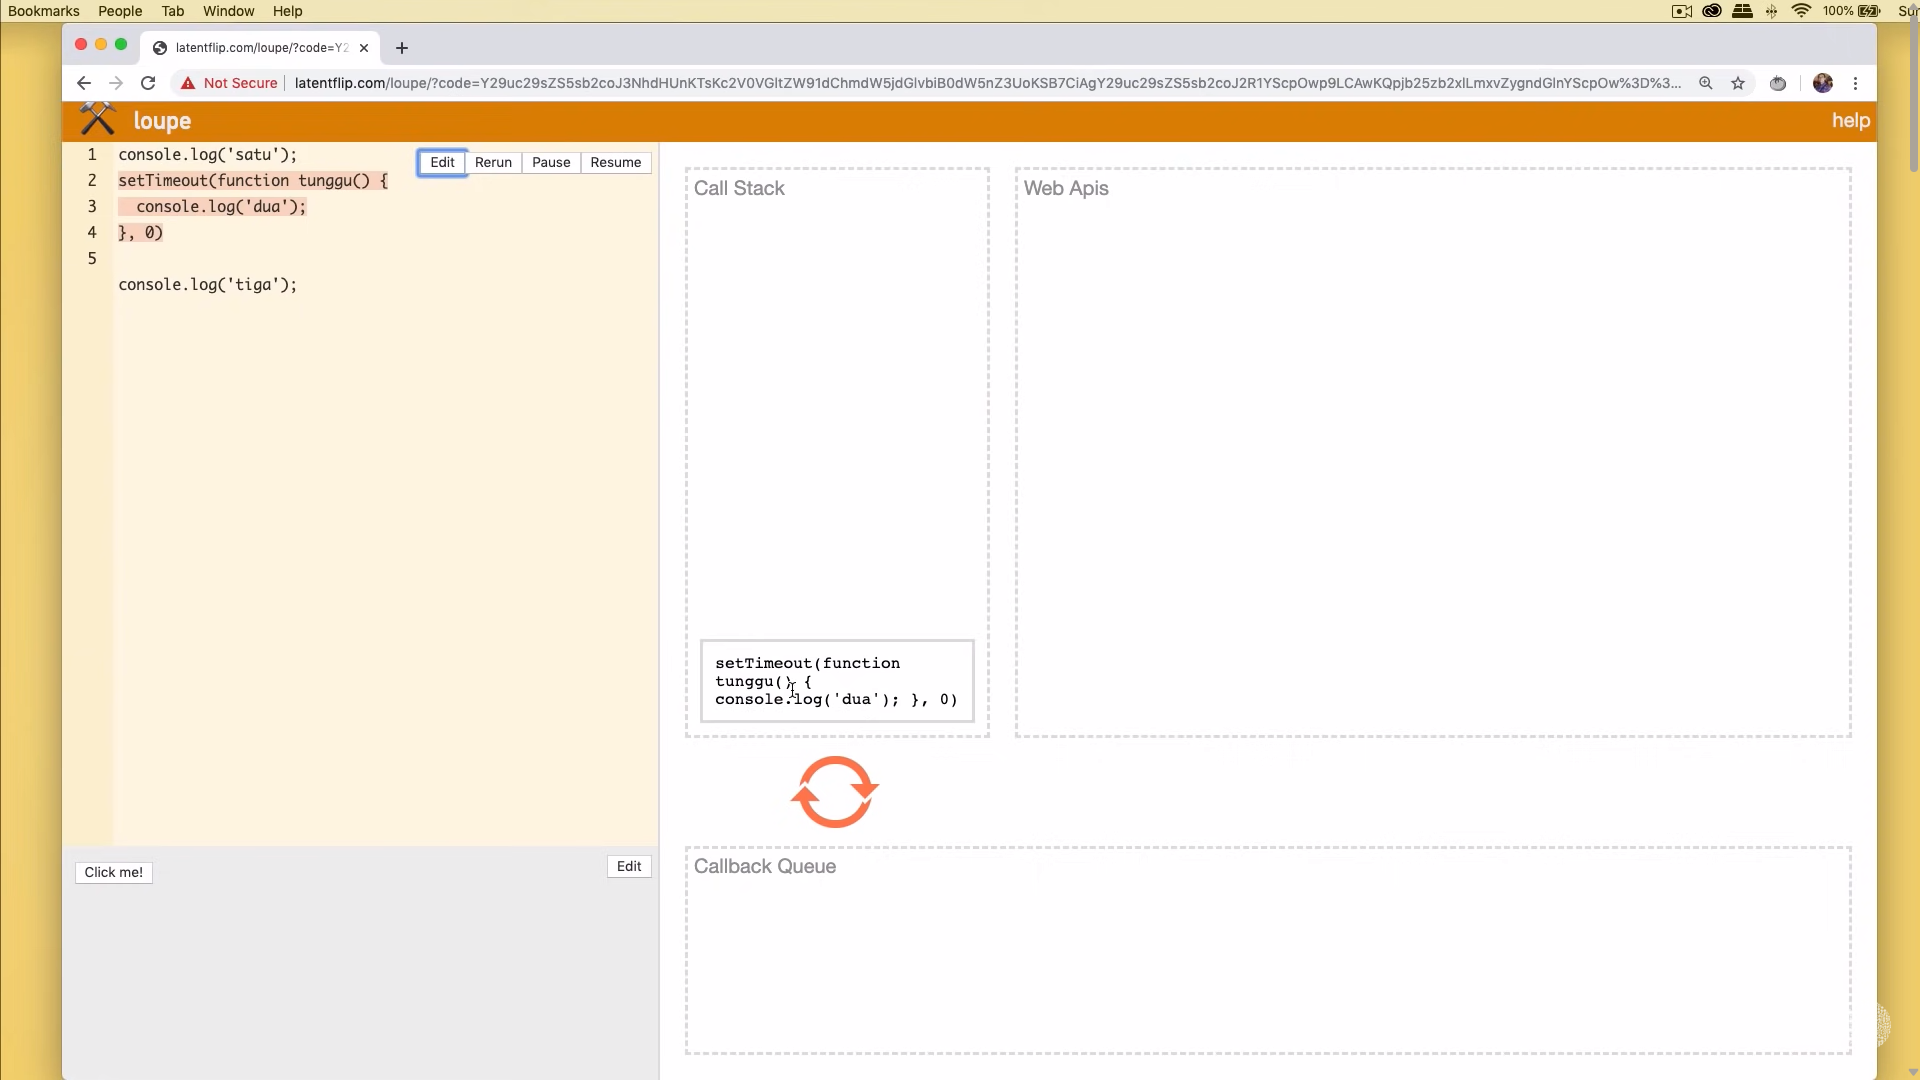 Bookmarks People Tab Window Help
100%
latentflip.com/loupe/?code=Y2
Not Secure latentflip.com/loupe/?code=Y29uc29sZS5sb2coJ3NhdHUnKTsKc2V0VGltZW91dChmdW5jdGlvbiB0dW5nZ3UoKSB7CiAgY29uc29sZS5sb2coJ2R1YScpOwp9LCAwKQpjb25zb2xlLmxvZygndGlnYScpOw%3D%3...
loupe
help
1 console.log('satu');
2 setTimeout(function tunggu() {
3 console.log('dua');
4 }, 0)
5
console.log('tiga');
Edit Rerun Pause Resume
Call Stack
setTimeout(function
tunggu() {
console.log('dua'); }, 0)
Web Apis
Callback Queue
Click me!
Edit